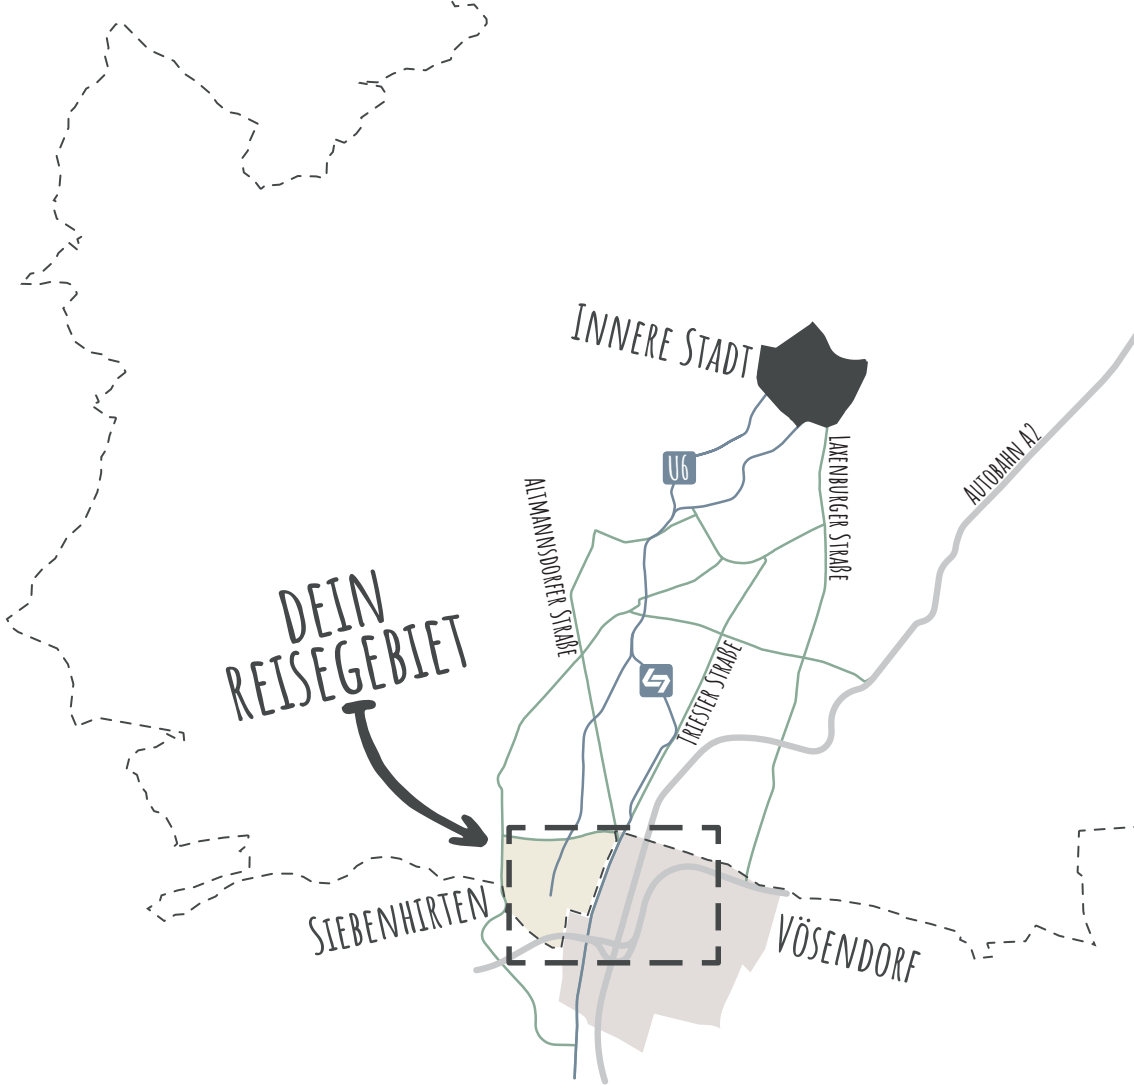 INNERE STADT
U6
LAXENBURGER STRAẞE
AUTOBAHN A2
ALTMANNSDORFER STRAẞE
DEIN
REISEGEBIET
TRIESTER STRAẞE
SIEBENHIRTEN
VÖSENDORF